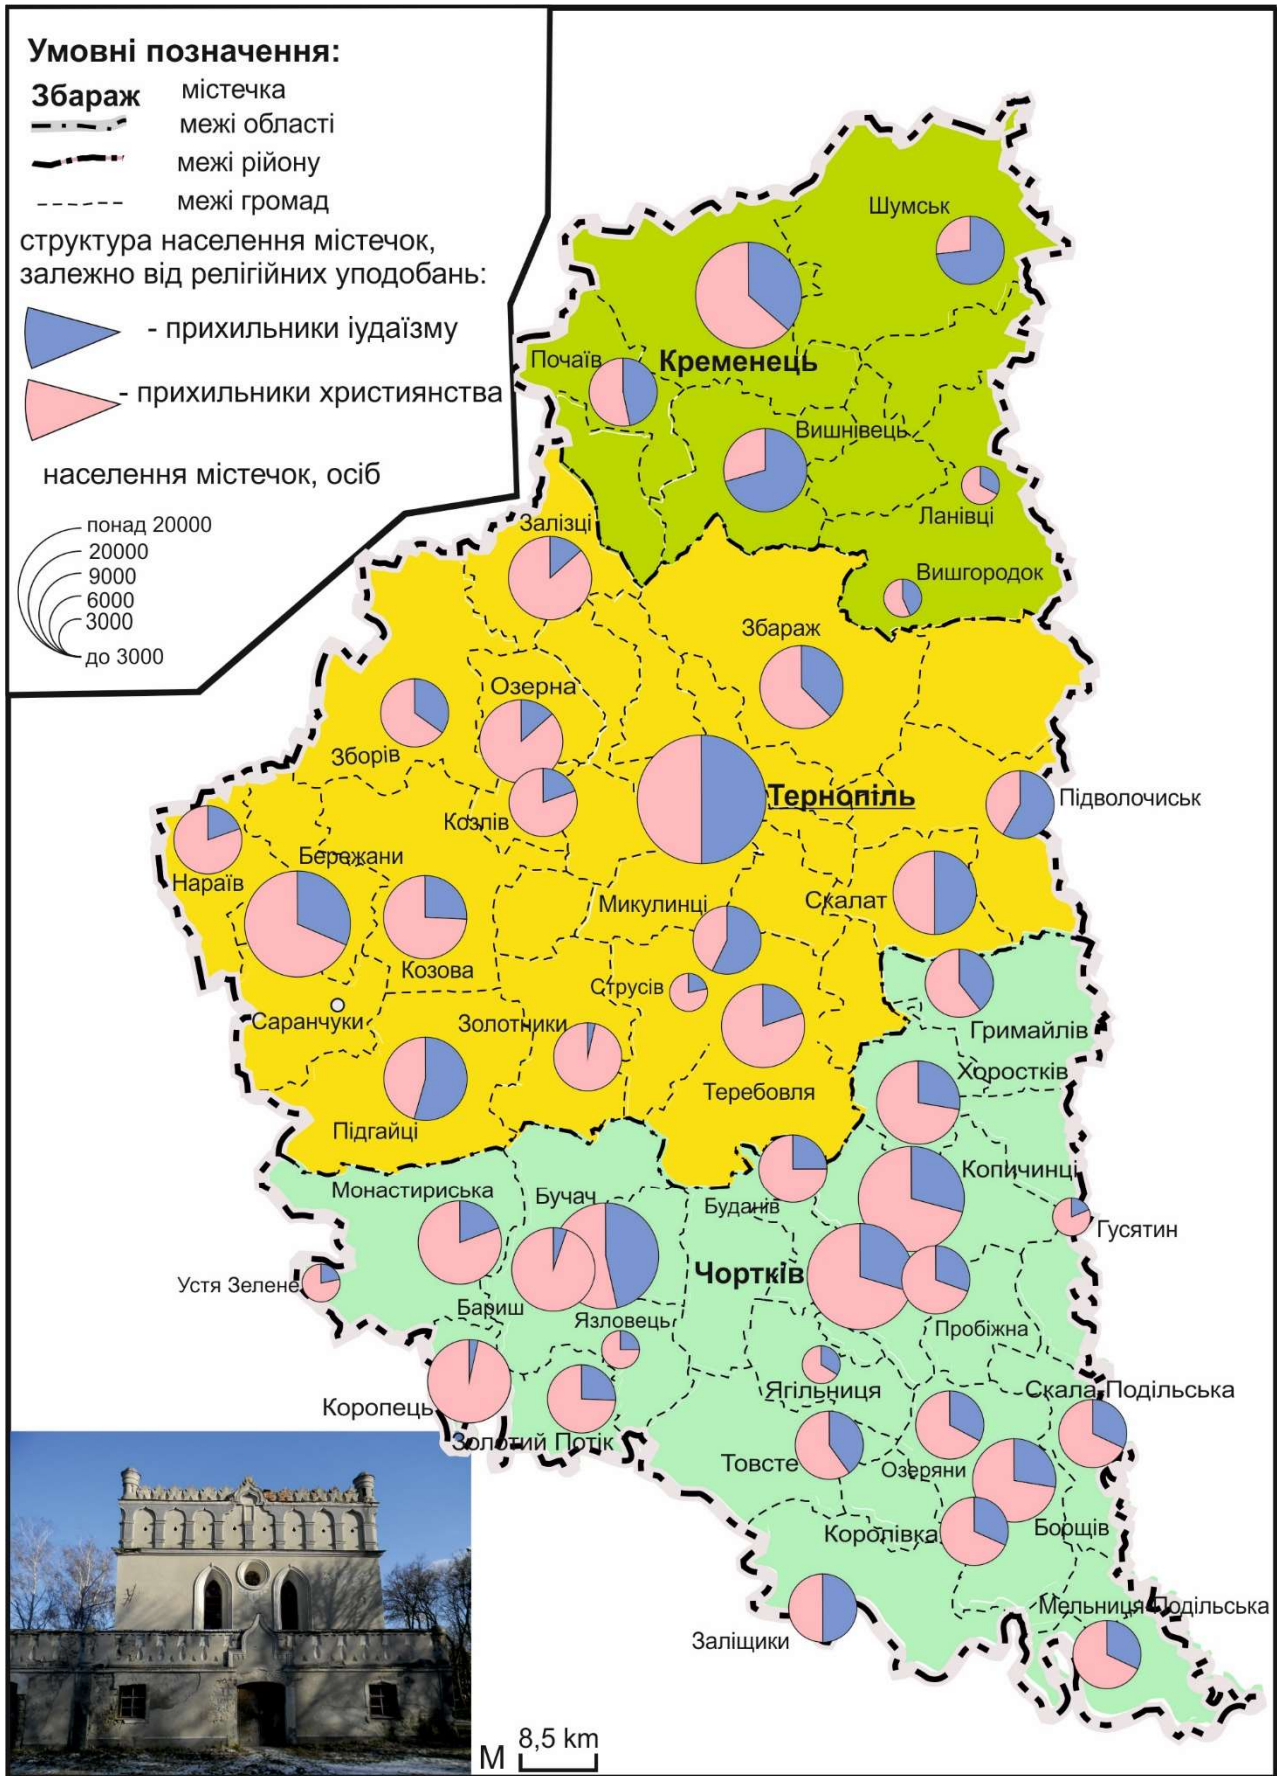 Умовні позначення:
Збараж містечка
межі області
межі рійону
межі громад
структура населення містечок,
залежно від релігійних уподобань:
- прихильники іудаїзму
- прихильники християнства
населення містечок, осіб
понад 20000
20000
9000
6000
3000
до 3000
Шумськ
Почаїв
Кременець
Вишнівець
Ланівці
Залізці
Вишгородок
Збараж
Озерна
Зборів
Тернопіль
Підволочиськ
Козлів
Бережани
Нараїв
Микулинці
Скалат
Козова
Струсів
Саранчуки
Золотники
Гримайлів
Хоростків
Теребовля
Підгайці
Монастириська
Бучач
Буданів
Копичинці
Гусятин
Устя Зелене
Чортків
Бариш
Язловець
Пробіжна
Ягільниця
Скала-Подільська
Коропець
Золотий Потік
Товсте
Озеряни
Королівка
Борщів
Мельниця-Подільська
Заліщики
М 8,5 km